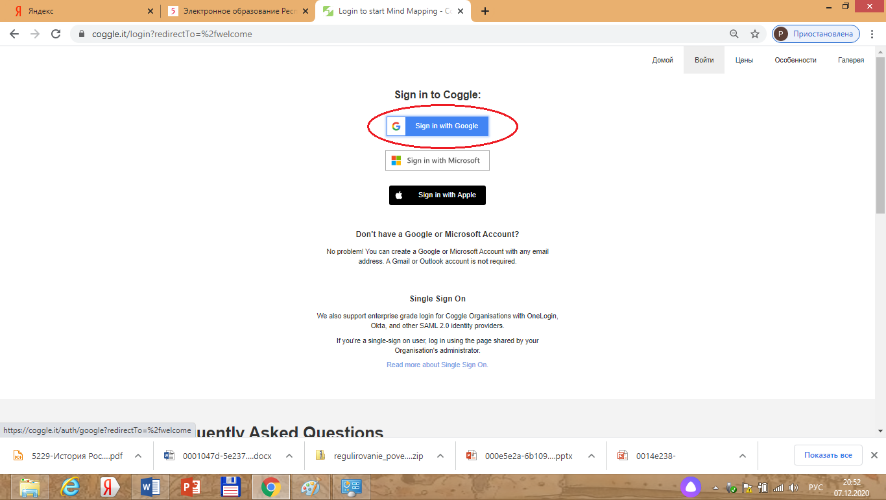 Яндекс
Электронное образование Рес
Login to start Mind Mapping - C
coggle.it/login?redirectTo=%2fwelcome
P Приостановлена
Домой Войти Цены Особенности Галерея
Sign in to Coggle:
Sign in with Google
Sign in with Microsoft
Sign in with Apple
Don't have a Google or Microsoft Account?
No problem! You can create a Google or Microsoft Account with any email
address. A Gmail or Outlook account is not required.
Single Sign On
We also support enterprise grade login for Coggle Organisations with OneLogin,
Okta, and other SAML 2.0 identity providers.
If you're a single-sign on user, log in using the page shared by your
Organisation's administrator.
Read more about Single Sign On.
uently Asked Questions
https://coggle.it/auth/google?redirectTo=%2fwelcome
5229-История Рос....pdf
0001047d-5e237....docx
regulirovanie_pove....zip
000e5e2a-6b109....pptx
0014e238-
Показать все
РУС
20:52
07.12.2020